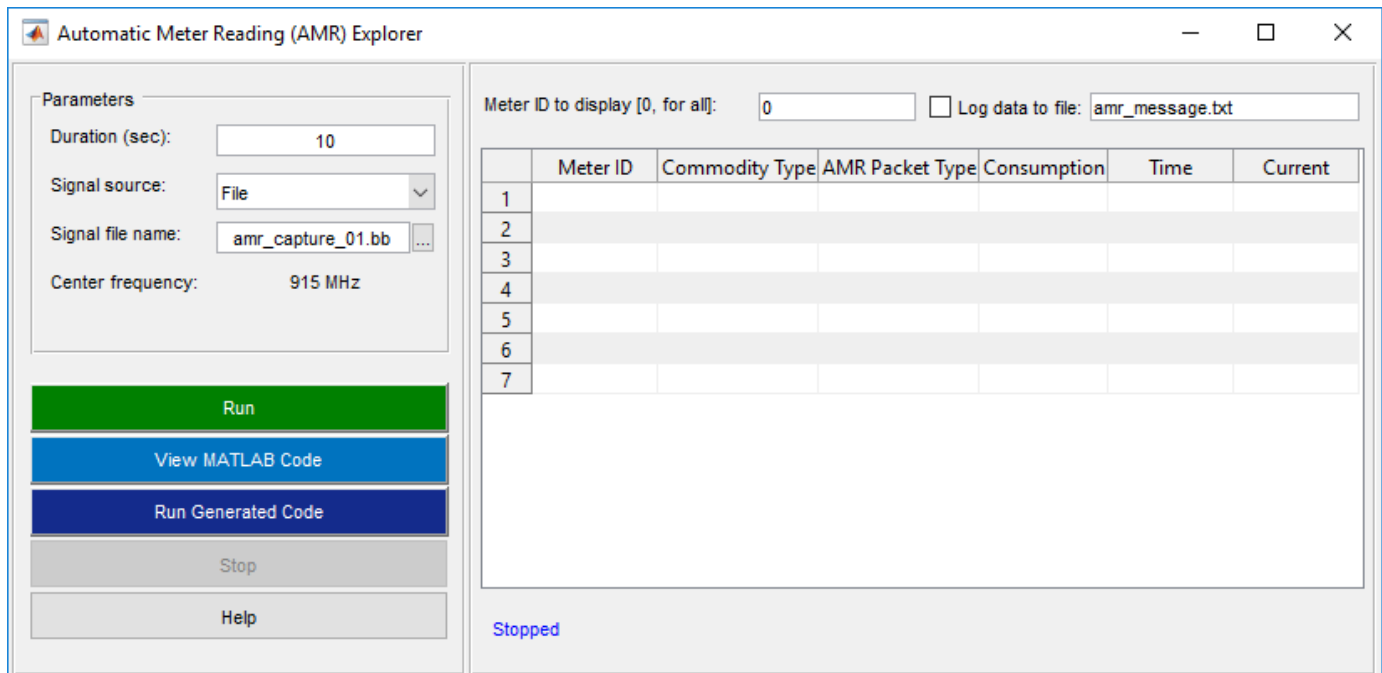 Automatic Meter Reading (AMR) Explorer
Parameters
Duration (sec): 10
Signal source: File
Signal file name: amr_capture_01.bb ...
Center frequency: 915 MHz
Run
View MATLAB Code
Run Generated Code
Stop
Help
Meter ID to display [0, for all]: 0 Log data to file: amr_message.txt
Meter ID Commodity Type AMR Packet Type Consumption Time Current
1
2
3
4
5
6
7
Stopped